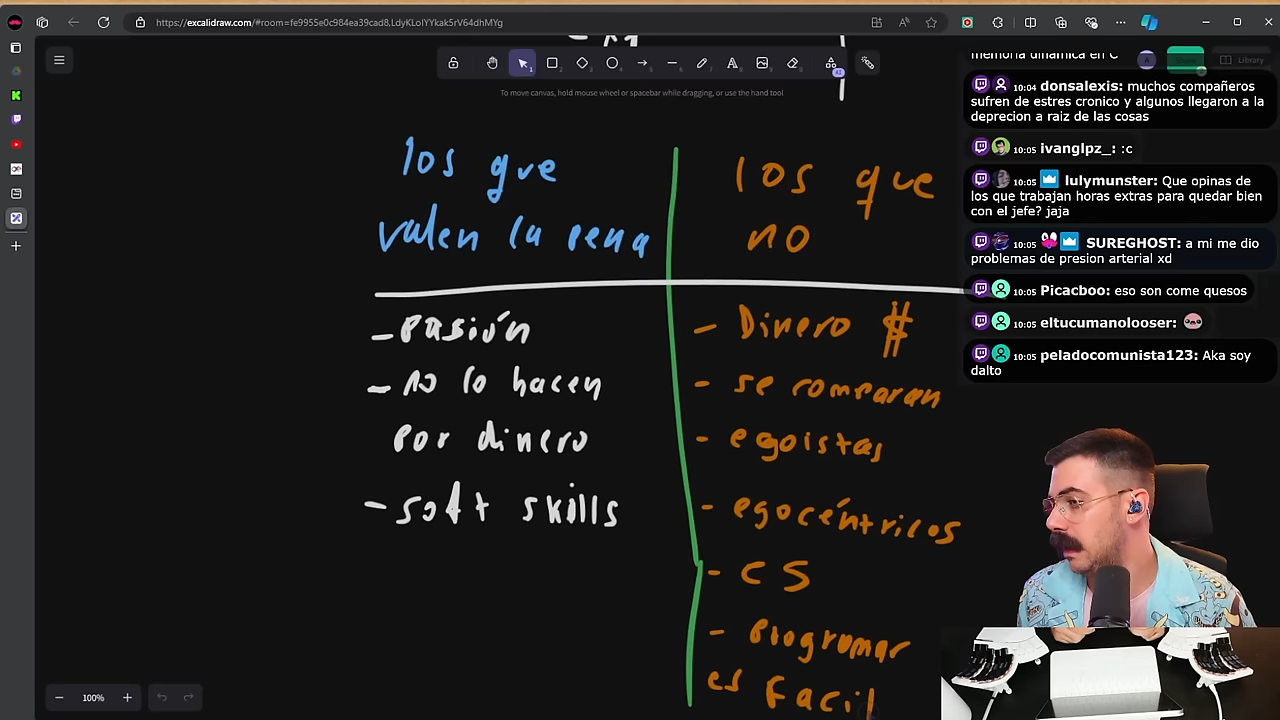 https://excalidraw.com/#room=fe9955e0c984ea39cad8.LdyKLoIYYkak5rV64dhMYg
To move canvas, hold mouse wheel or spacebar while dragging, or use the hand tool
Library
los que
valen la pena
- Pasión
- no lo hacen
por dinero
- soft skills
los que
no
- Dinero $
- se comparan
- egoistas
- egocéntricos
- CS
- Programar
es facil
memoria dinamica en C
10:04 donsalexis: muchos compañeros
sufren de estres cronico y algunos llegaron a la
deprecion a raiz de las cosas
10:05 ivanglpz_: :c
10:05 lulymunster: Que opinas de
los que trabajan horas extras para quedar bien
con el jefe? jaja
10:05 SUREGHOST: a mi me dio
problemas de presion arterial xd
10:05 Picacboo: eso son come quesos
10:05 eltucumanolooser:
10:05 peladocomunista123: Aka soy
dalto
100%